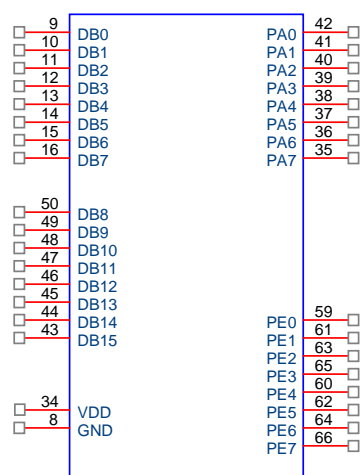 9 DB0 PA0 42
10 DB1 PA1 41
11 DB2 PA2 40
12 DB3 PA3 39
13 DB4 PA4 38
14 DB5 PA5 37
15 DB6 PA6 36
16 DB7 PA7 35
50 DB8
49 DB9
48 DB10
47 DB11
46 DB12
45 DB13
44 DB14 PE0 59
43 DB15 PE1 61
PE2 63
PE3 65
PE4 60
34 VDD PE5 62
8 GND PE6 64
PE7 66